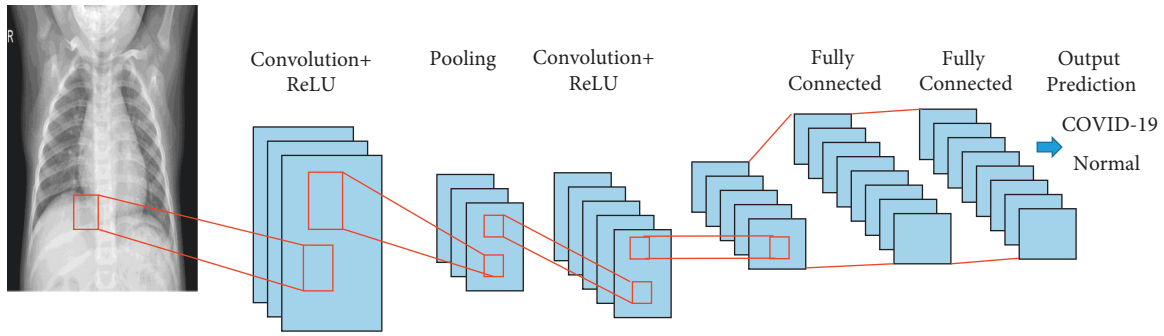 R
Convolution+
ReLU
Pooling
Convolution+
ReLU
Fully
Connected
Fully
Connected
Output
Prediction
COVID-19
Normal